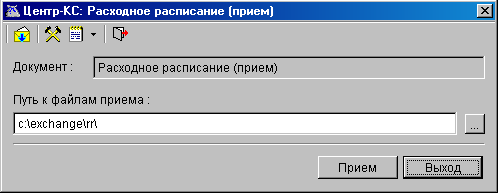 Центр-КС: Расходное расписание (прием)
Документ : Расходное расписание (прием)
Путь к файлам приема :
c:\exchange\rr\ ...
Прием Выход